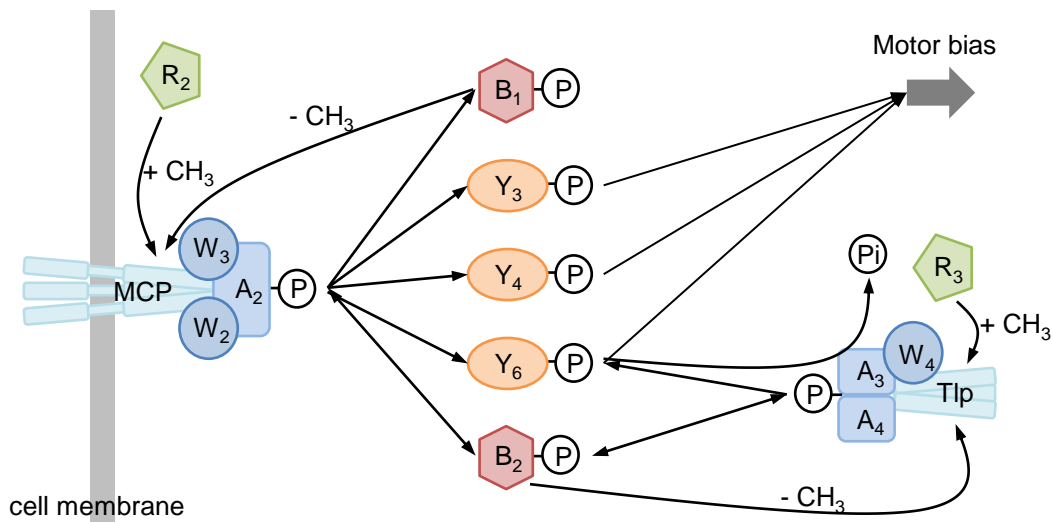 Motor bias
R2
B1 P
- CH3
+ CH3
Y3 P
W3
MCP
A2 P
W2
Y4 P
Pi
R3
+ CH3
Y6 P
W4
A3
P
Tlp
A4
B2 P
- CH3
cell membrane